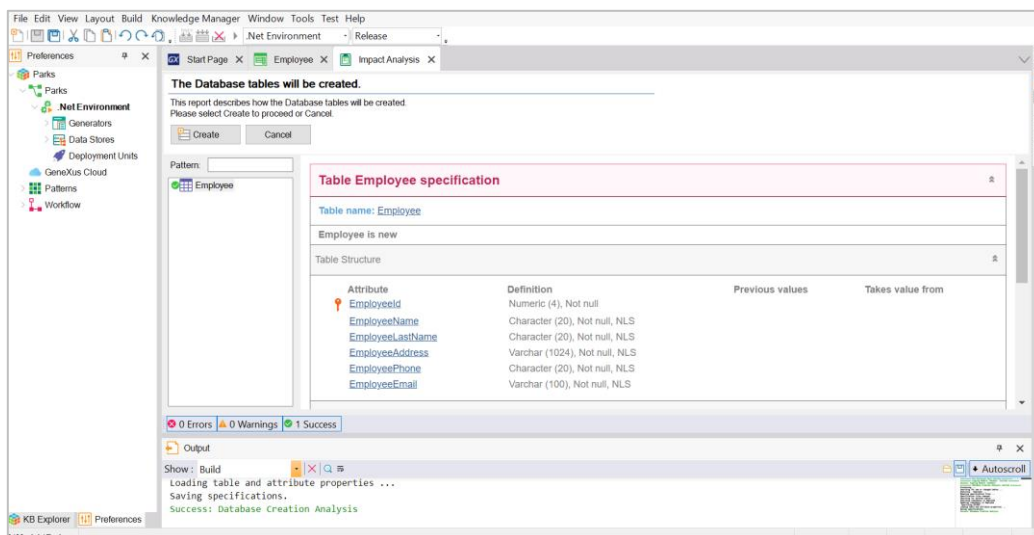 File Edit View Layout Build Knowledge Manager Window Tools Test Help
.Net Environment Release
Preferences
Start Page Employee Impact Analysis
Parks
Parks
.Net Environment
Generators
Data Stores
Deployment Units
GeneXus Cloud
Patterns
Workflow
KB Explorer Preferences
The Database tables will be created.
This report describes how the Database tables will be created.
Please select Create to proceed or Cancel.
Create Cancel
Pattern:
Employee
Table Employee specification
Table name: Employee
Employee is new
Table Structure
Attribute Definition Previous values Takes value from
EmployeeId Numeric (4), Not null
EmployeeName Character (20), Not null, NLS
EmployeeLastName Character (20), Not null, NLS
EmployeeAddress Varchar (1024), Not null, NLS
EmployeePhone Character (20), Not null, NLS
EmployeeEmail Varchar (100), Not null, NLS
0 Errors 0 Warnings 1 Success
Output
Show: Build Autoscroll
Loading table and attribute properties ...
Saving specifications.
Success: Database Creation Analysis